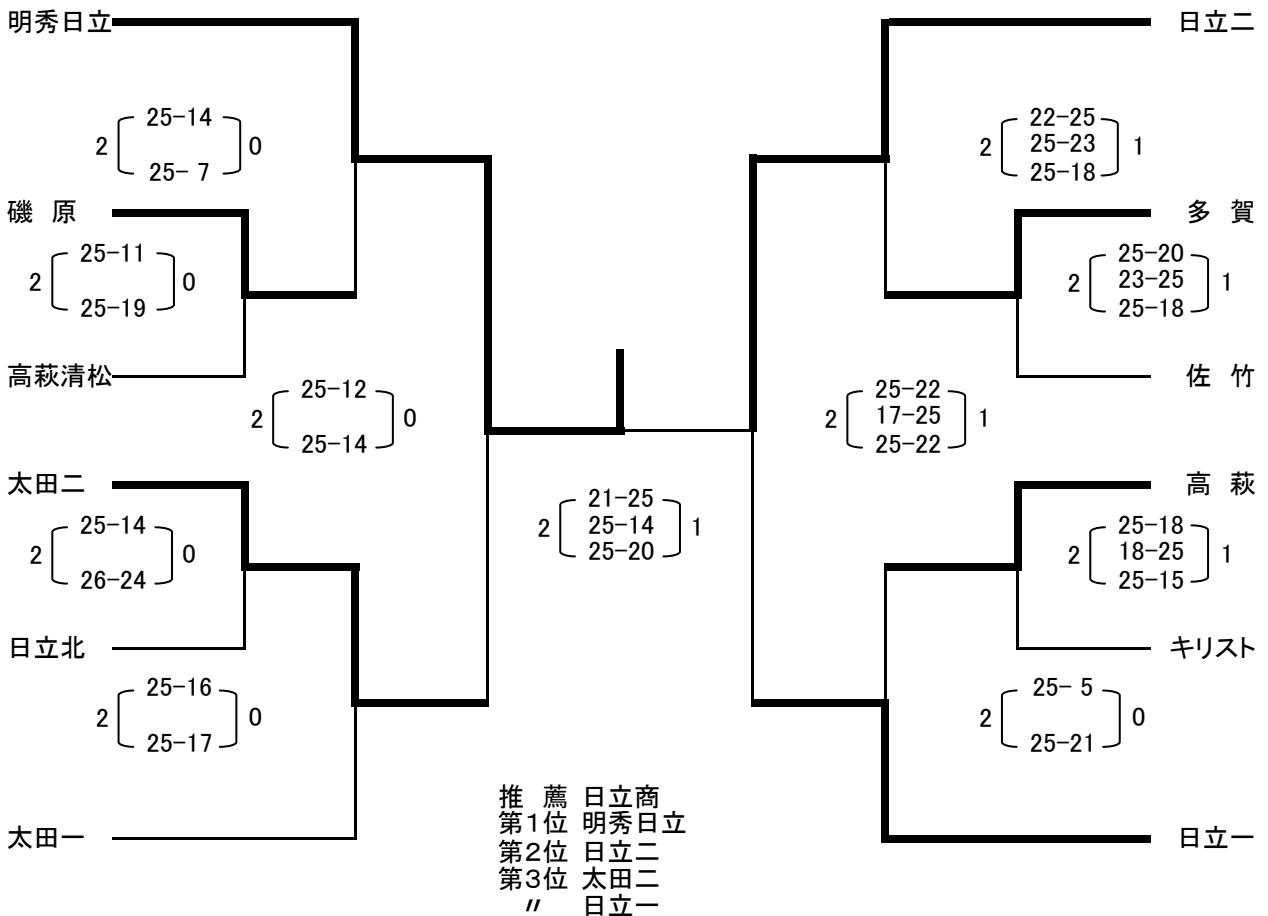 明秀日立
日立二
25-14
2 0
25- 7
22-25
2 25-23 1
25-18
磯 原
多 賀
25-11
2 0
25-19
25-20
2 23-25 1
25-18
高萩清松
佐 竹
25-12
2 0
25-14
25-22
2 17-25 1
25-22
太田二
高 萩
25-14
2 0
26-24
21-25
2 25-14 1
25-20
25-18
2 18-25 1
25-15
日立北
キリスト
25-16
2 0
25-17
25- 5
2 0
25-21
太田一
日立一
推 薦 日立商
第1位 明秀日立
第2位 日立二
第3位 太田二
〃 日立一